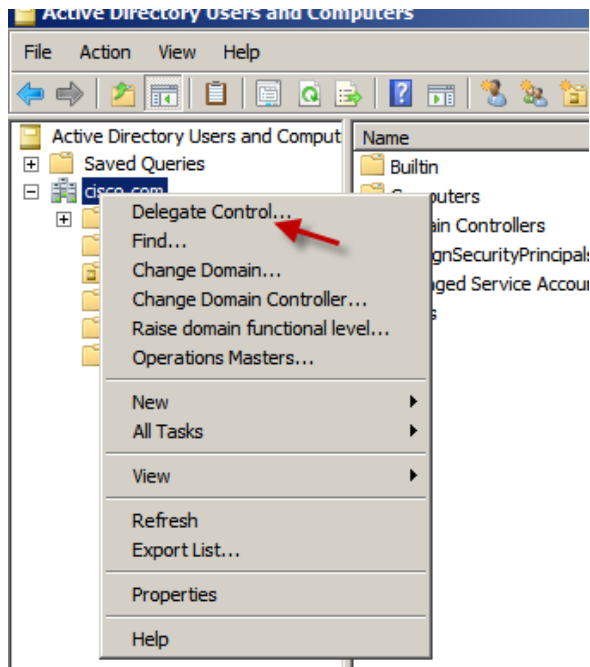 Active Directory Users and Computers
File Action View Help
Active Directory Users and Comput
Name
Saved Queries
Builtin
cisco.com
Delegate Control...
Find...
Change Domain...
Change Domain Controller...
Raise domain functional level...
Operations Masters...
New
All Tasks
View
Refresh
Export List...
Properties
Help